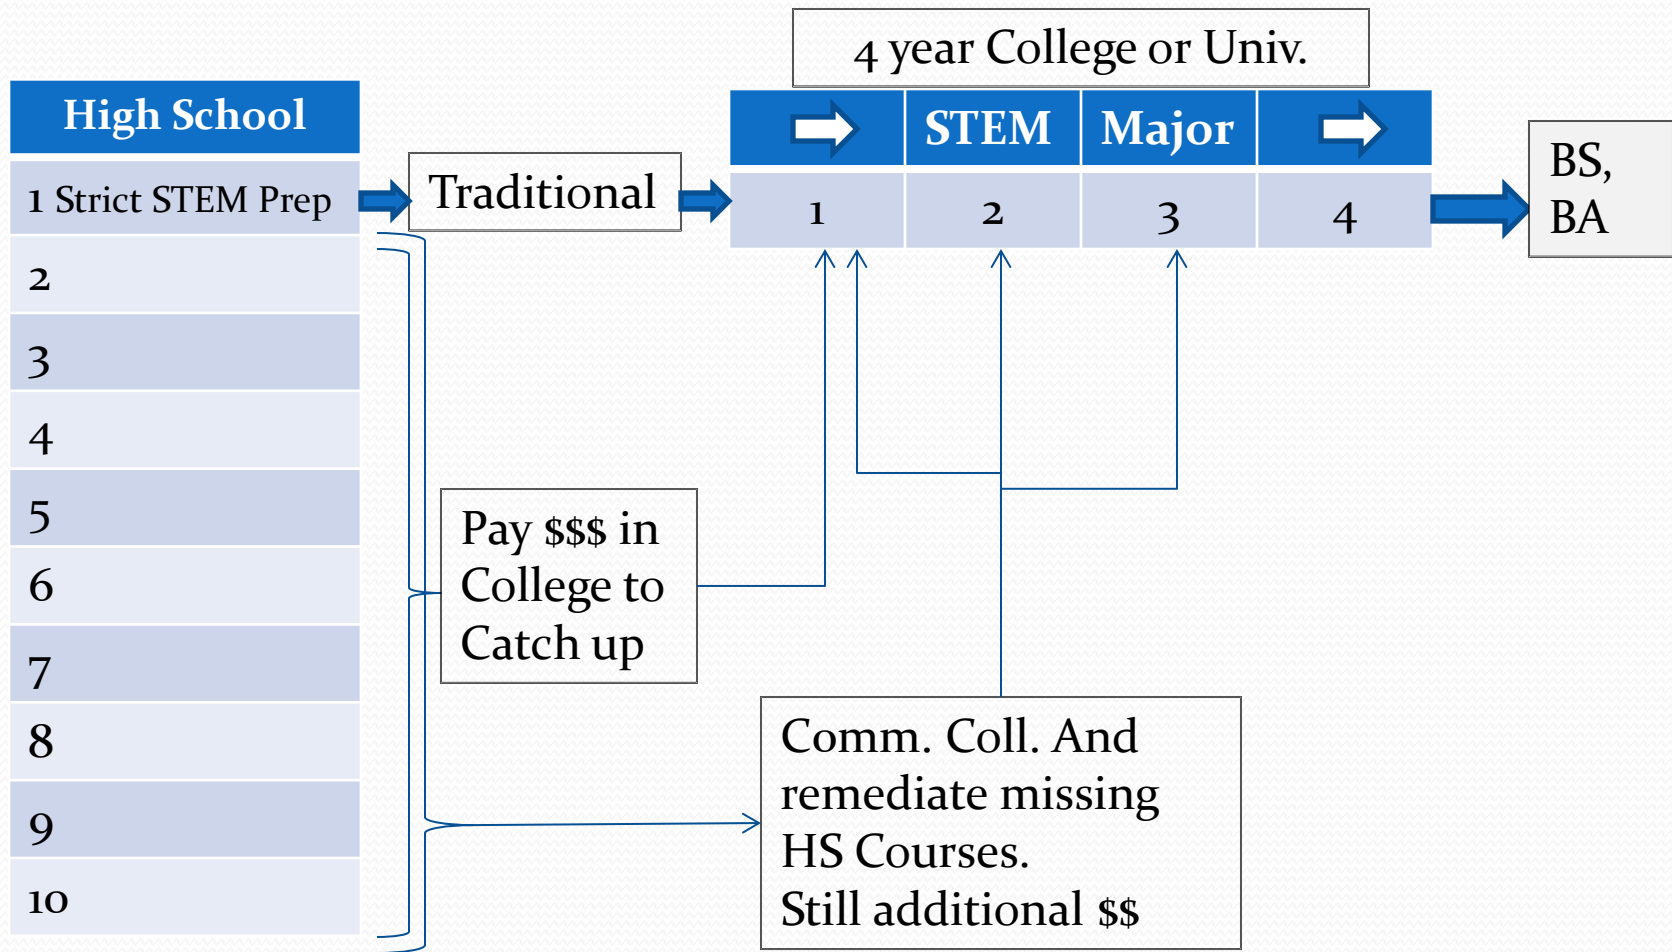 4 year College or Univ.
High School
STEM
Major
1 Strict STEM Prep
Traditional
1
2
3
4
BS,
BA
2
3
4
5
6
7
8
9
10
Pay $$$ in
College to
Catch up
Comm. Coll. And
remediate missing
HS Courses.
Still additional $$